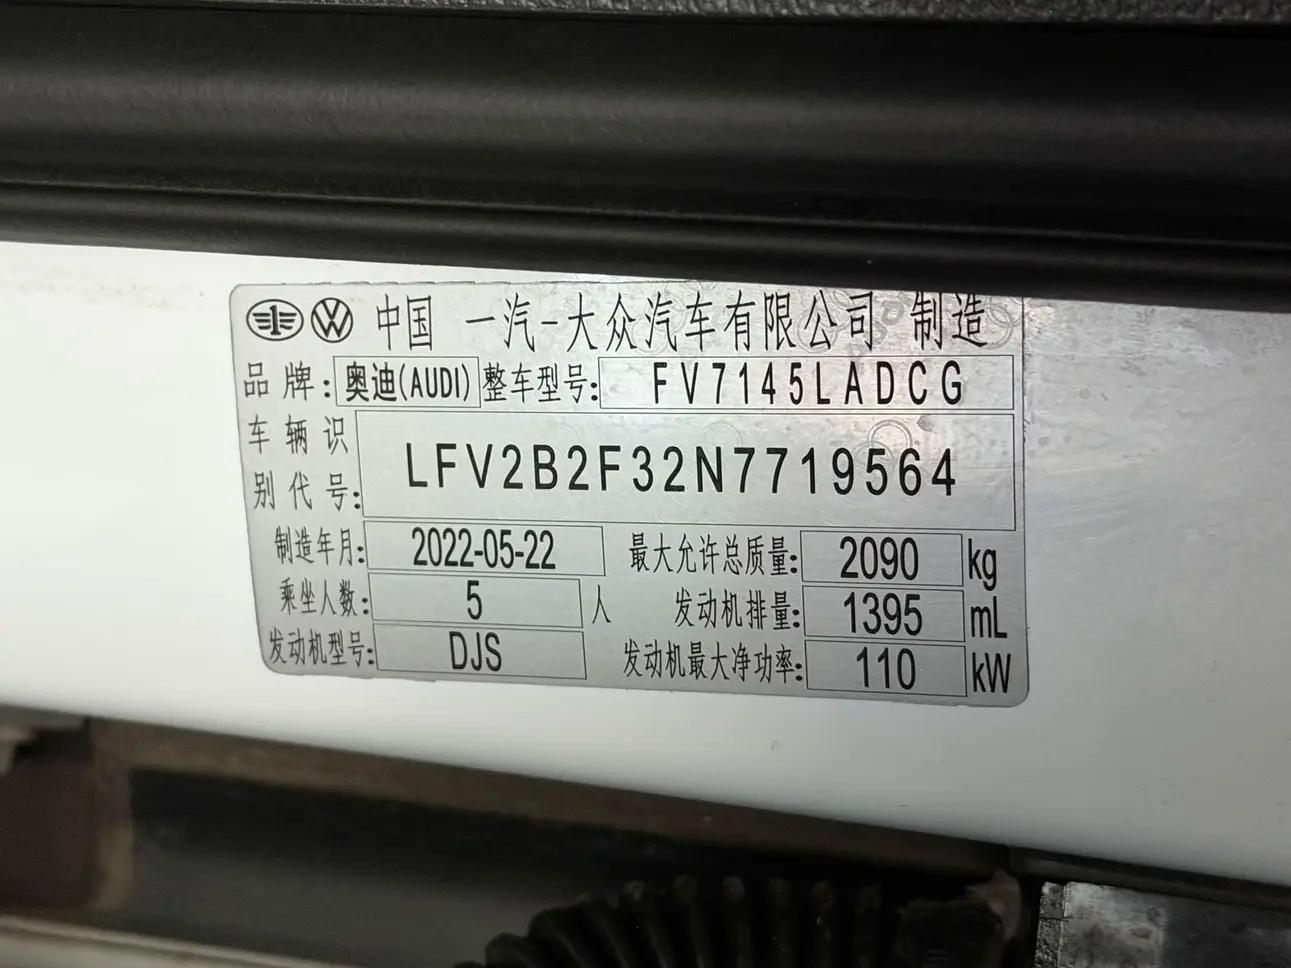 中国 一汽-大众汽车有限公司 制造
品牌: 奥迪(AUDI) 整车型号: FV7145LADCG
车辆识别代号: LFV2B2F32N7719564
制造年月: 2022-05-22 最大允许总质量: 2090 kg
乘坐人数: 5 人 发动机排量: 1395 mL
发动机型号: DJS 发动机最大净功率: 110 kW